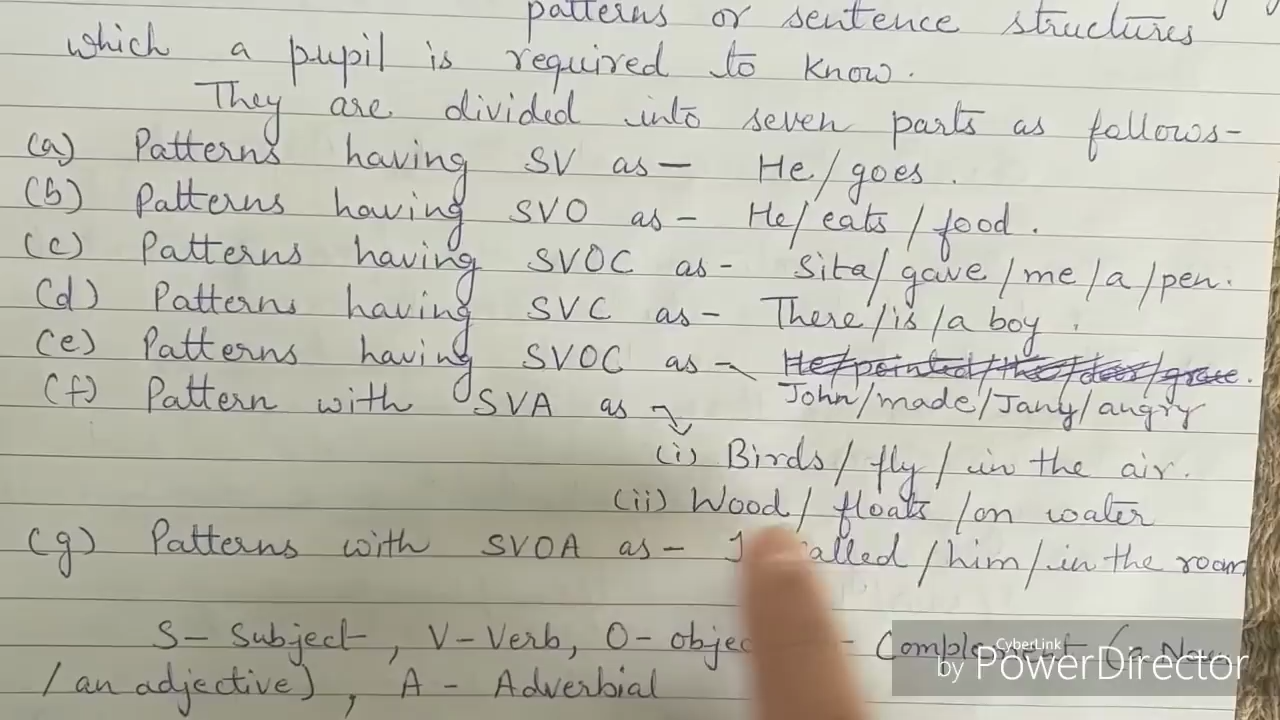 patterns or sentence structures
which a pupil is required to know.
They are divided into seven parts as follows-
(a) Patterns having SV as- He/goes.
(b) Patterns having SVO as- He/eats/food.
(c) Patterns having SVOC as- Sita/gave/me/a/pen.
(d) Patterns having SVC as- There/is/a boy.
(e) Patterns having SVOC as-
John/made/Jany/angry
(f) Pattern with SVA as
(i) Birds/fly/in the air.
(ii) Wood/floats/on water
(g) Patterns with SVOA as- /him/in the room
S- Subject, V-Verb, O- - Complement (a Noun
/an adjective), A- Adverbial
CyberLink
by PowerDirector